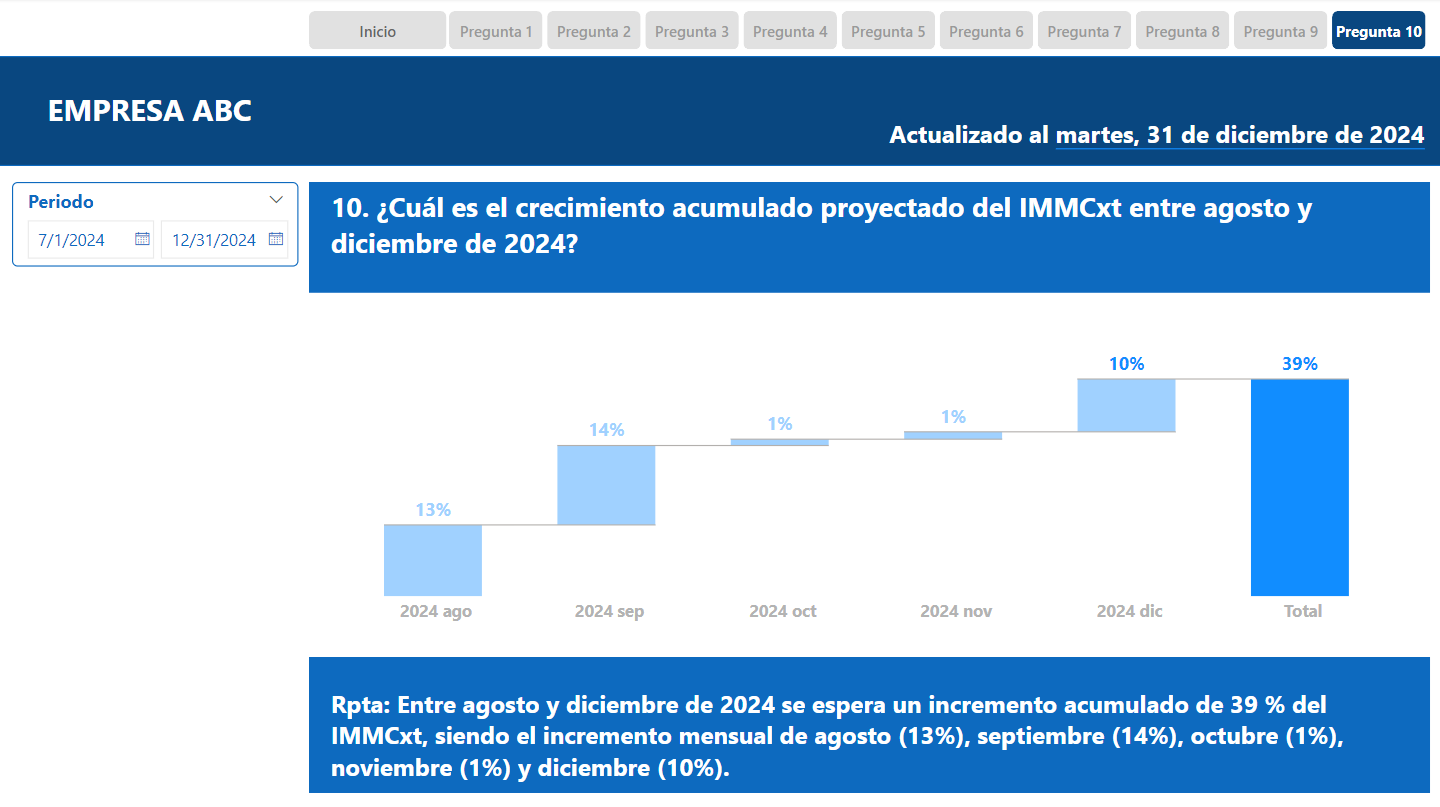 Inicio
Pregunta 1
Pregunta 2
Pregunta 3
Pregunta 4
Pregunta 5
Pregunta 6
Pregunta 7
Pregunta 8
Pregunta 9
Pregunta 10
EMPRESA ABC
Actualizado al martes, 31 de diciembre de 2024
Periodo
7/1/2024
12/31/2024
10. ¿Cuál es el crecimiento acumulado proyectado del IMMCxt entre agosto y
diciembre de 2024?
13%
14%
1%
1%
10%
39%
2024 ago
2024 sep
2024 oct
2024 nov
2024 dic
Total
Rpta: Entre agosto y diciembre de 2024 se espera un incremento acumulado de 39 % del
IMMCxt, siendo el incremento mensual de agosto (13%), septiembre (14%), octubre (1%),
noviembre (1%) y diciembre (10%).